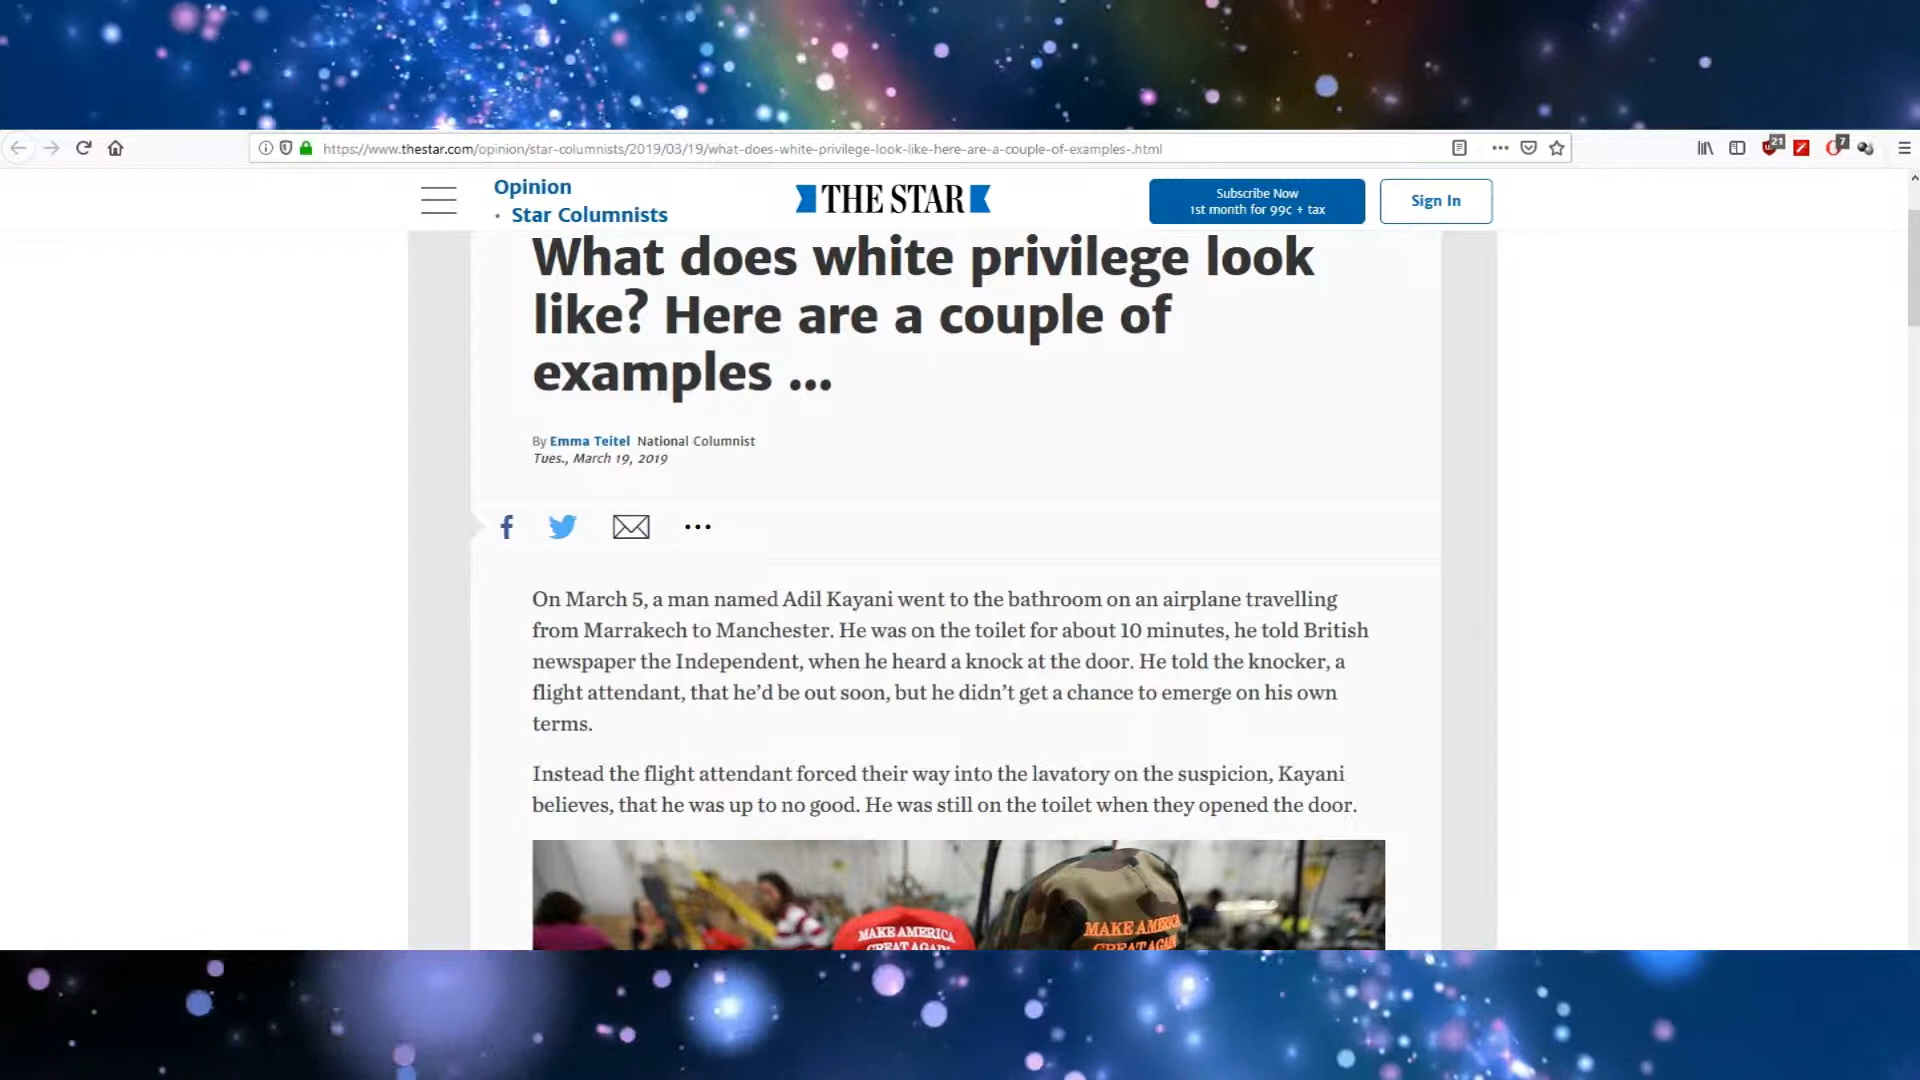 https://www.thestar.com/opinion/star-columnists/2019/03/19/what-does-white-privilege-look-like-here-are-a-couple-of-examples-.html
21
7
Opinion
· Star Columnists
THE STAR
Subscribe Now
1st month for 99¢ + tax
Sign In
What does white privilege look
like? Here are a couple of
examples ...
By Emma Teitel National Columnist
Tues., March 19, 2019
On March 5, a man named Adil Kayani went to the bathroom on an airplane travelling
from Marrakech to Manchester. He was on the toilet for about 10 minutes, he told British
newspaper the Independent, when he heard a knock at the door. He told the knocker, a
flight attendant, that he’d be out soon, but he didn’t get a chance to emerge on his own
terms.
Instead the flight attendant forced their way into the lavatory on the suspicion, Kayani
believes, that he was up to no good. He was still on the toilet when they opened the door.
MAKE AMERICA
GREAT AGAIN
MAKE AMERICA
GREAT AGAIN